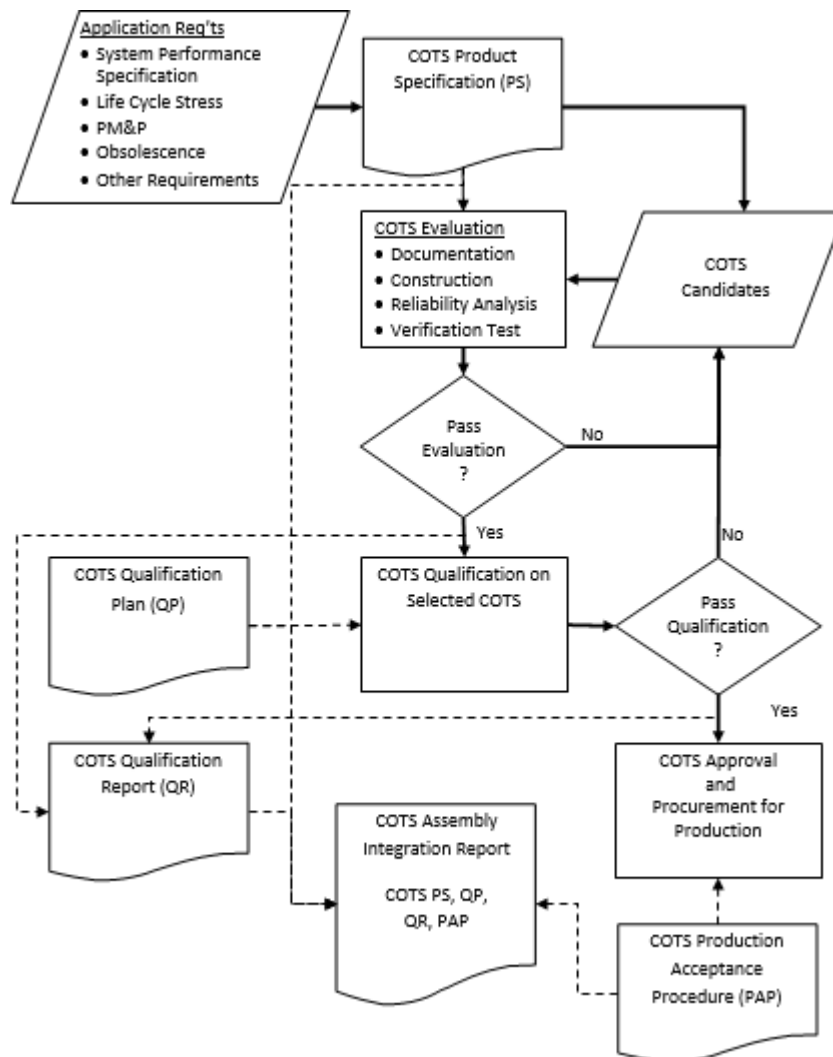 Application Req'ts
• System Performance
Specification
• Life Cycle Stress
• PM&P
• Obsolescence
• Other Requirements
COTS Product
Specification (PS)
COTS Evaluation
• Documentation
• Construction
• Reliability Analysis
• Verification Test
COTS
Candidates
Pass
Evaluation
?
No
Yes
No
COTS Qualification
Plan (QP)
COTS Qualification on
Selected COTS
Pass
Qualification
?
Yes
COTS Qualification
Report (QR)
COTS Approval
and
Procurement for
Production
COTS Assembly
Integration Report
COTS PS, QP,
QR, PAP
COTS Production
Acceptance
Procedure (PAP)